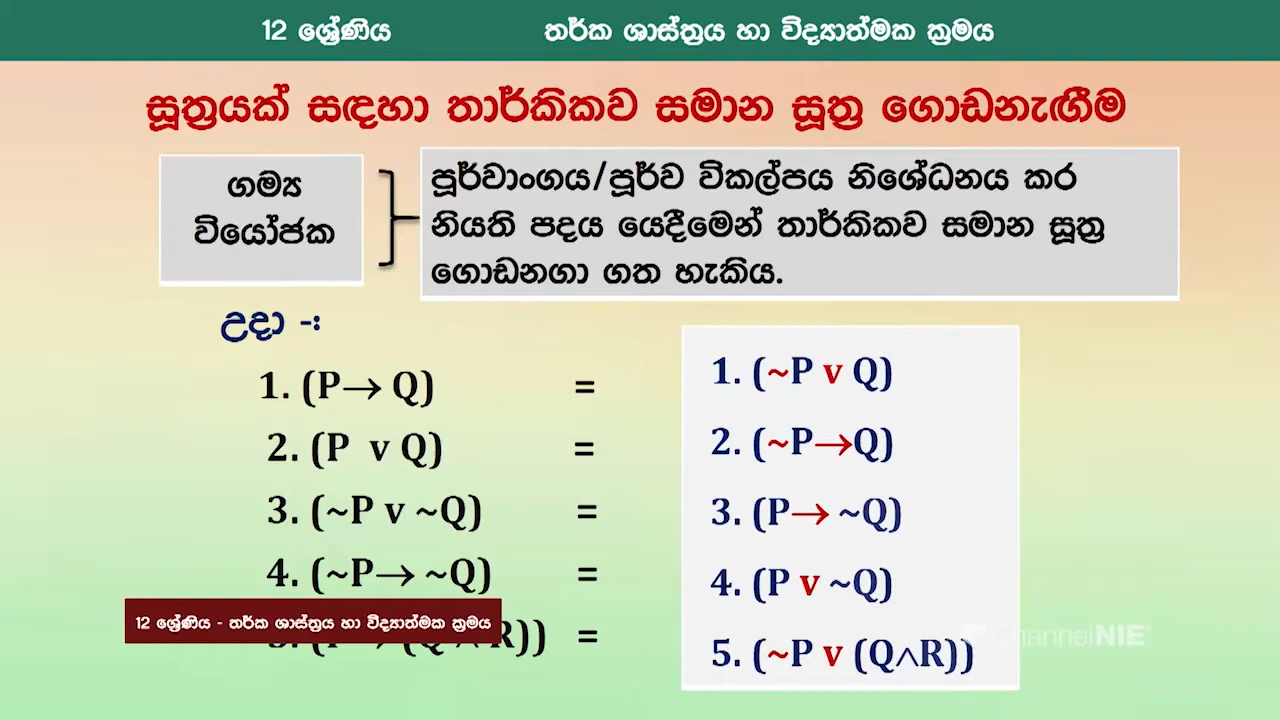 12 ශ්‍රේණිය තර්ක ශාස්ත්‍රය හා විද්‍යාත්මක ක්‍රමය
සූත්‍රයක් සඳහා තාර්කිකව සමාන සූත්‍ර ගොඩනැඟීම
ගම්‍ය
වියෝජක
පූර්වාංගය/පූර්ව විකල්පය නිශේධනය කර
නියති පදය යෙදීමෙන් තාර්කිකව සමාන සූත්‍ර
ගොඩනගා ගත හැකිය.
උදා -:
1. (P→ Q) = 1. (~P v Q)
2. (P v Q) = 2. (~P→Q)
3. (~P v ~Q) = 3. (P→ ~Q)
4. (~P→ ~Q) = 4. (P v ~Q)
R)) = 5. (~P v (Q∧R))
12 ශ්‍රේණිය - තර්ක ශාස්ත්‍රය හා විද්‍යාත්මක ක්‍රමය
ChannelNIE